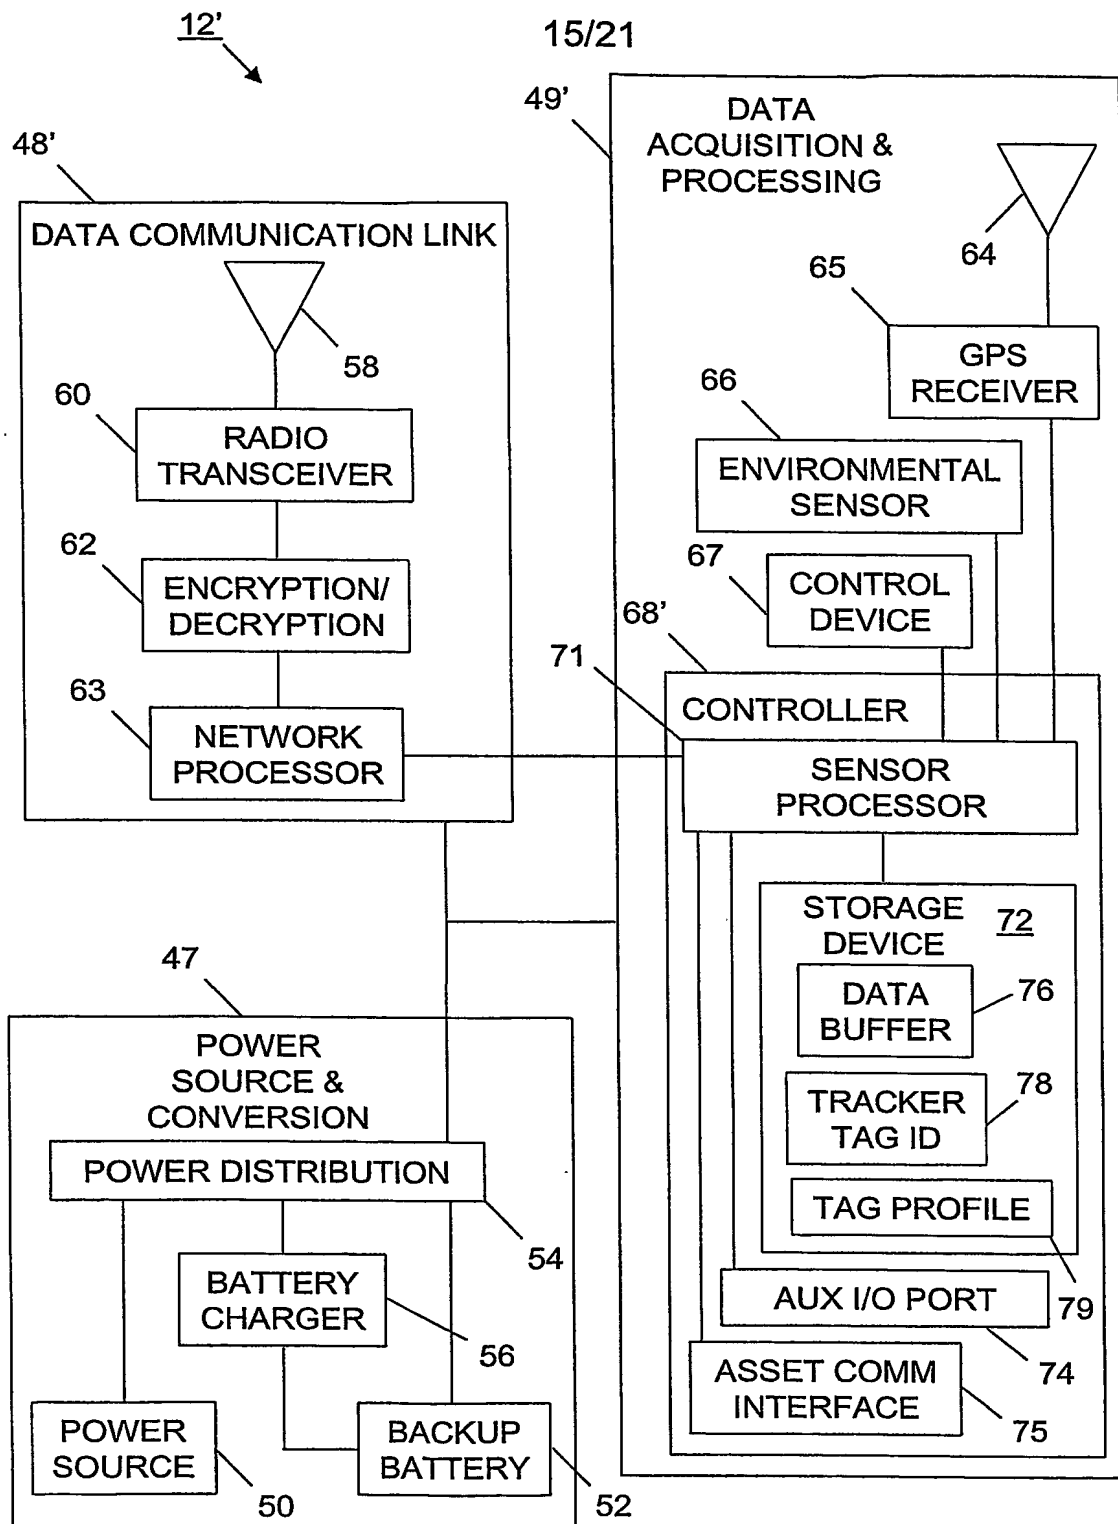 12'
15/21
49'
DATA
ACQUISITION &
PROCESSING
48'
DATA COMMUNICATION LINK
64
58
65
GPS
RECEIVER
60
RADIO
TRANSCEIVER
66
ENVIRONMENTAL
SENSOR
62
ENCRYPTION/
DECRYPTION
67
CONTROL
DEVICE
68'
71
CONTROLLER
63
NETWORK
PROCESSOR
SENSOR
PROCESSOR
STORAGE
DEVICE
72
DATA
BUFFER
76
TRACKER
TAG ID
78
TAG PROFILE
79
AUX I/O PORT
74
ASSET COMM
INTERFACE
75
47
POWER
SOURCE &
CONVERSION
POWER DISTRIBUTION
54
BATTERY
CHARGER
56
POWER
SOURCE
50
BACKUP
BATTERY
52